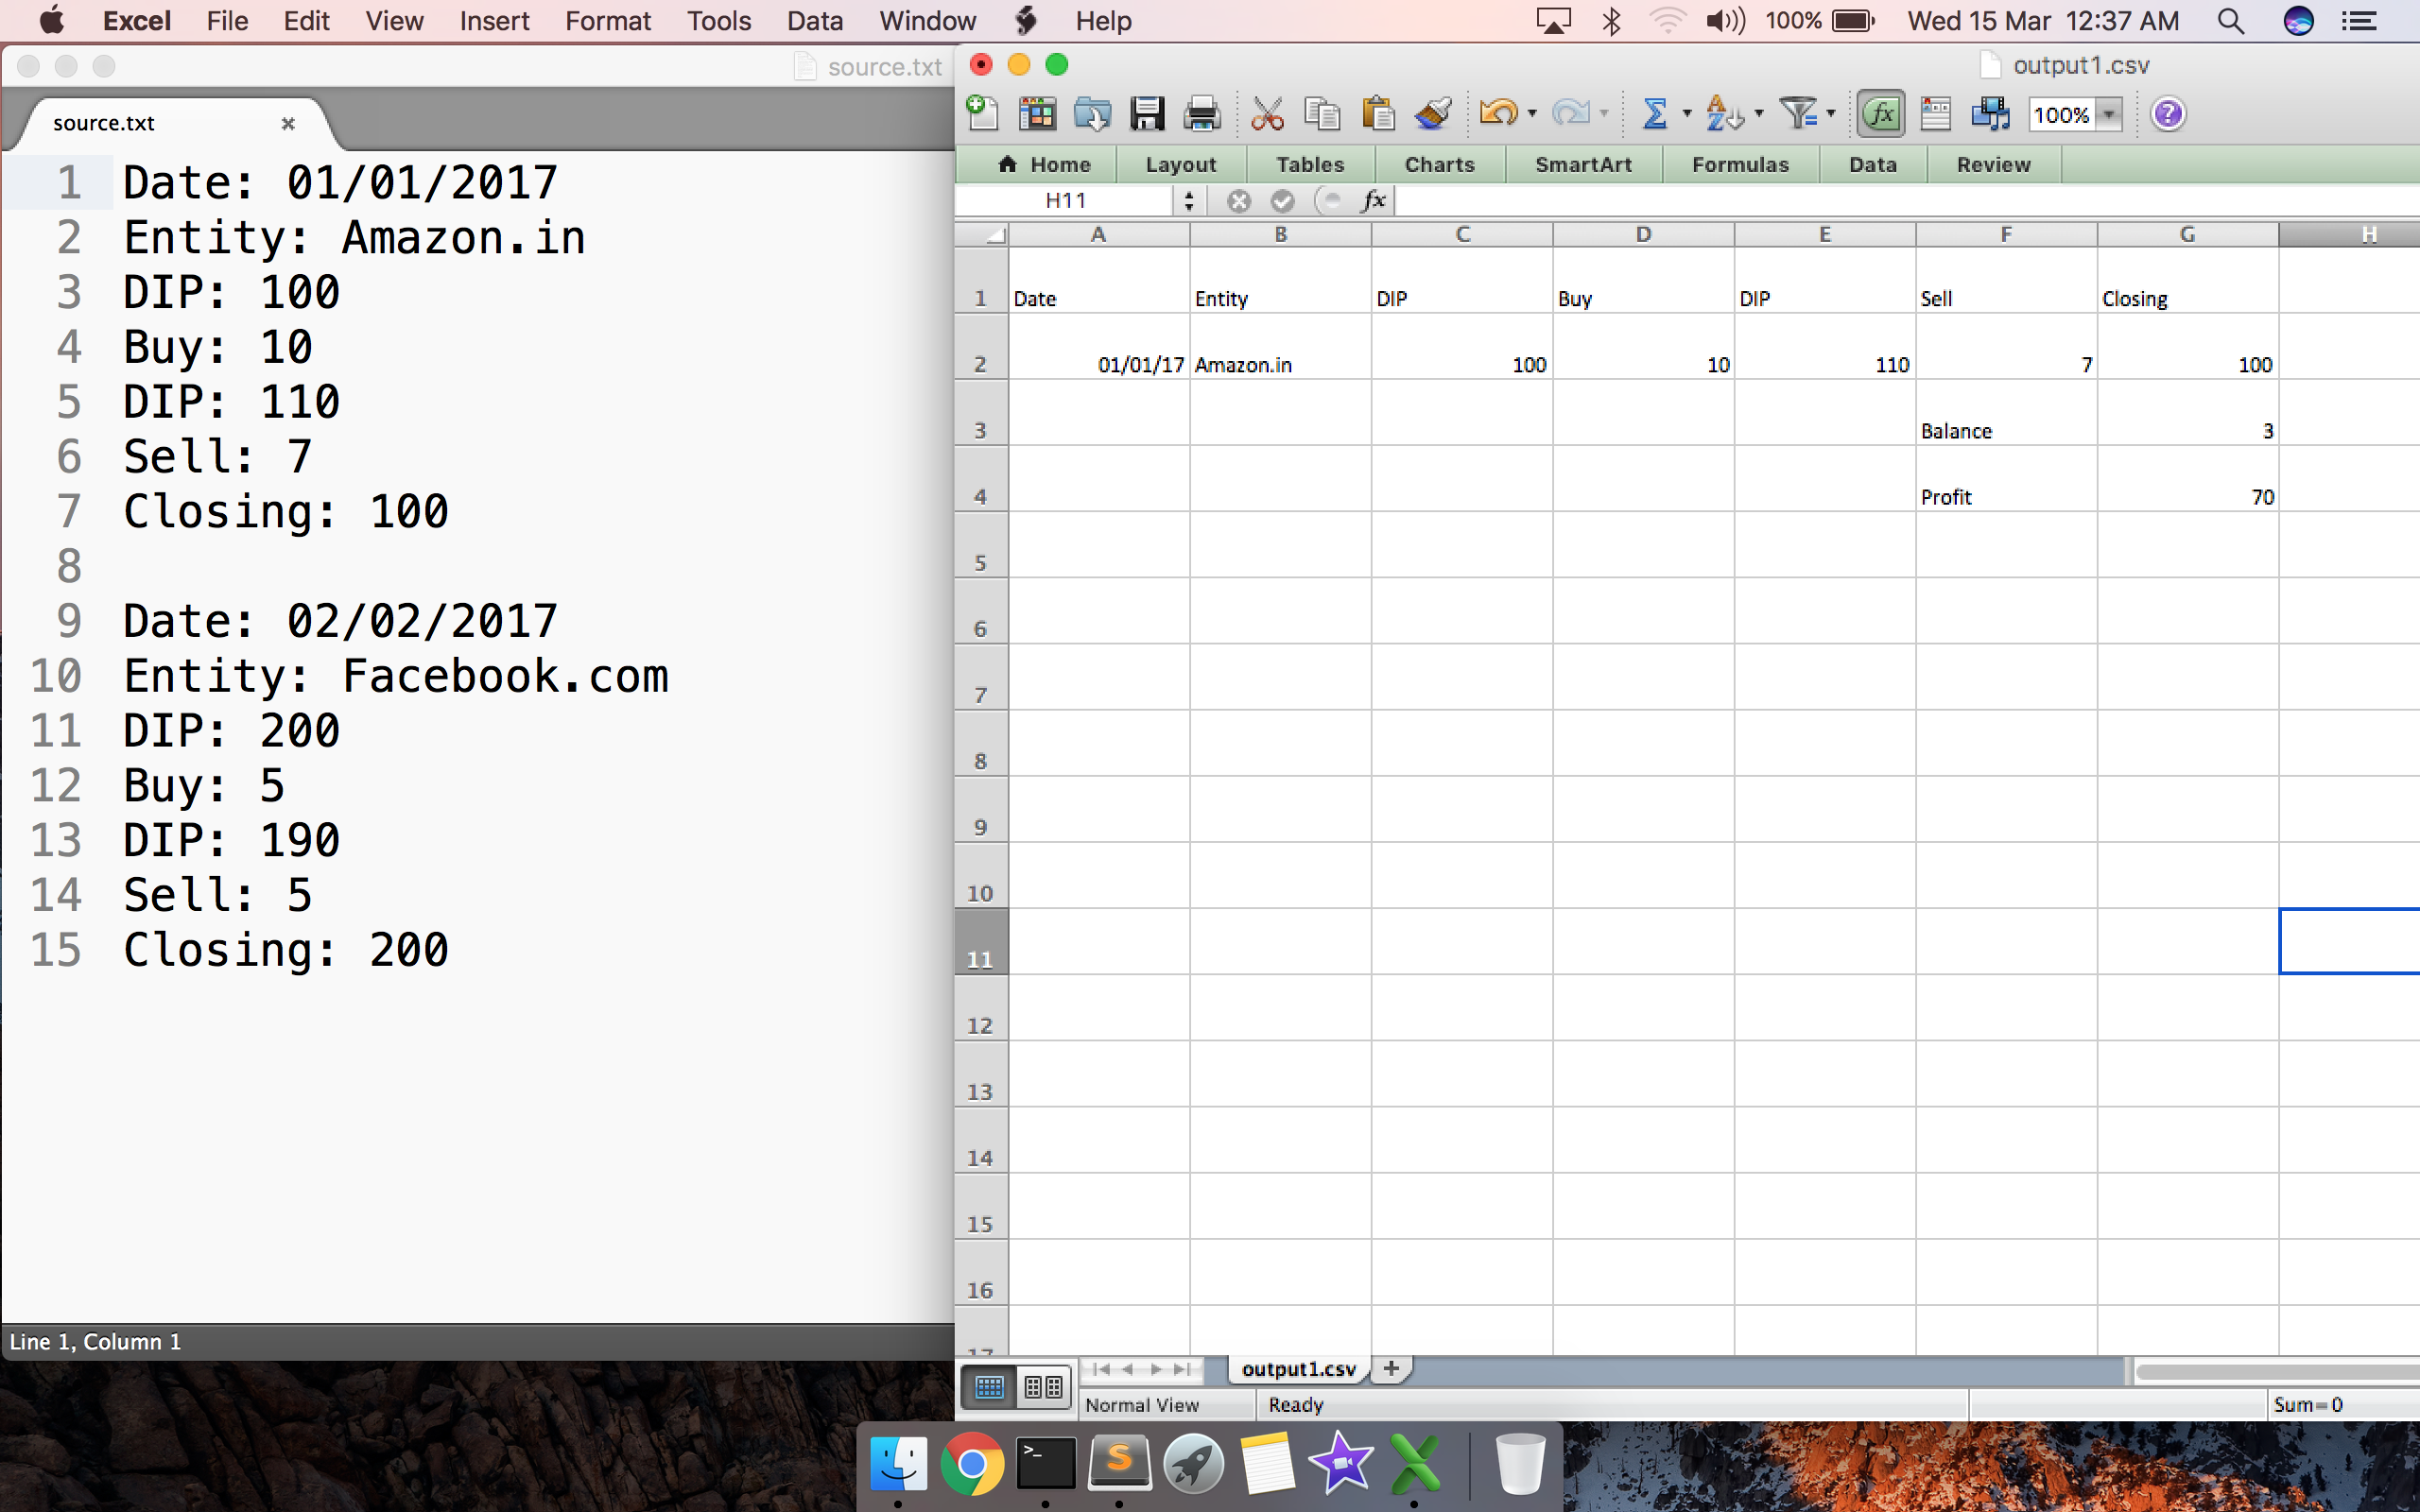 Excel File Edit View Insert Format Tools Data Window Help 100% Wed 15 Mar 12:37 AM
source.txt
source.txt
1 Date: 01/01/2017
2 Entity: Amazon.in
3 DIP: 100
4 Buy: 10
5 DIP: 110
6 Sell: 7
7 Closing: 100
8
9 Date: 02/02/2017
10 Entity: Facebook.com
11 DIP: 200
12 Buy: 5
13 DIP: 190
14 Sell: 5
15 Closing: 200
Line 1, Column 1
output1.csv
100%
Home Layout Tables Charts SmartArt Formulas Data Review
H11 fx
A B C D E F G H
1 Date Entity DIP Buy DIP Sell Closing
2 01/01/17 Amazon.in 100 10 110 7 100
3 Balance 3
4 Profit 70
5
6
7
8
9
10
11
12
13
14
15
16
17
output1.csv
Normal View Ready Sum=0